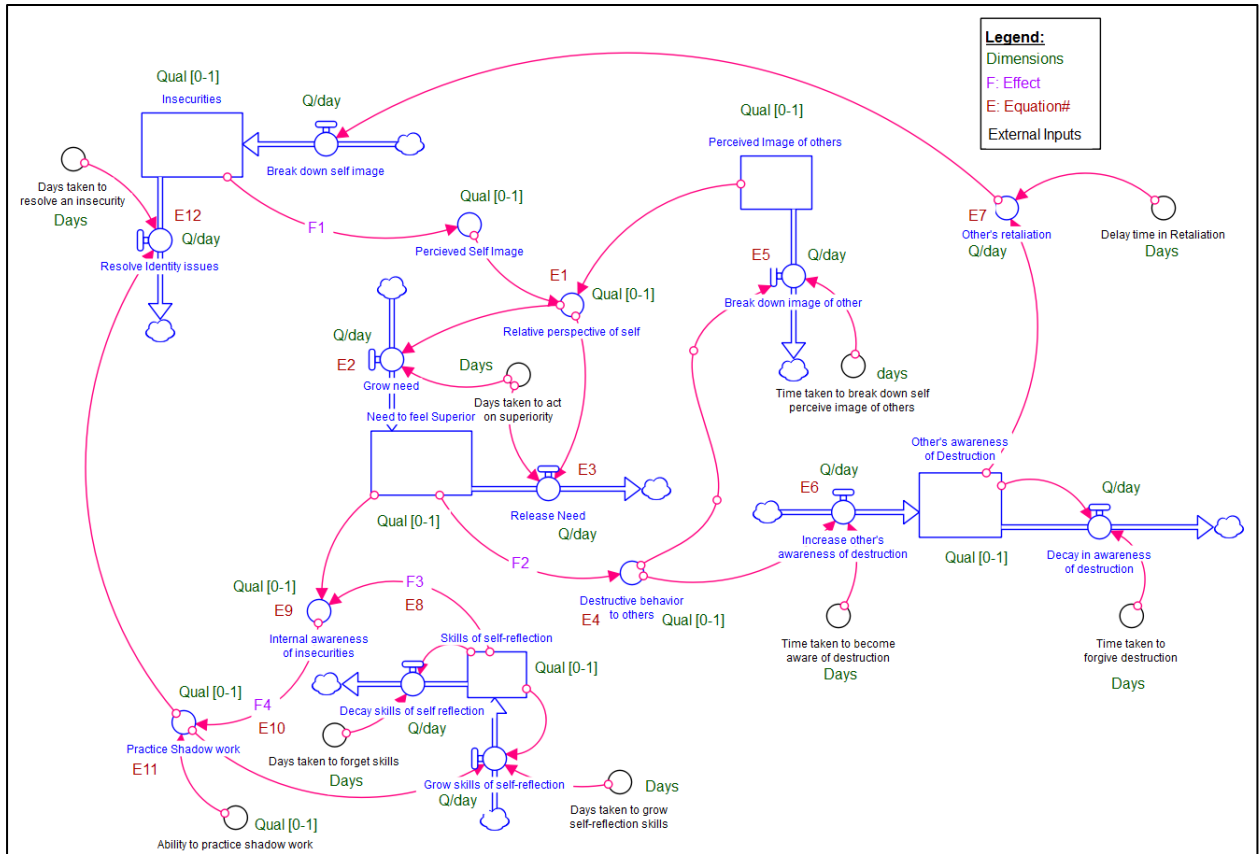 Legend:
Dimensions
F: Effect
E: Equation#
External Inputs
Qual [0-1]
Insecurities
Q/day
Break down self image
Days taken to
resolve an insecurity
Days
E12
Q/day
Resolve Identity issues
F1
Qual [0-1]
Percieved Self Image
Qual [0-1]
Perceived Image of others
E7
Other's retaliation
Q/day
Delay time in Retaliation
Days
E1
Qual [0-1]
Relative perspective of self
E5
Q/day
Break down image of other
days
Time taken to break down self
perceive image of others
Q/day
E2
Grow need
Days
Days taken to act
on superiority
Need to feel Superior
E3
Release Need
Q/day
Qual [0-1]
F2
Other's awareness
of Destruction
Q/day
E6
Increase other's
awareness of destruction
Qual [0-1]
Q/day
Decay in awareness
of destruction
Destructive behavior
to others
E4
Qual [0-1]
Time taken to become
aware of destruction
Days
Time taken to
forgive destruction
Days
Qual [0-1]
E9
Internal awareness
of insecurities
F3
E8
Skills of self-reflection
Qual [0-1]
Decay skills of self reflection
Q/day
Days taken to forget skills
Days
Grow skills of self-reflection
Q/day
Days
Days taken to grow
self-reflection skills
Qual [0-1]
F4
E10
Practice Shadow work
E11
Qual [0-1]
Ability to practice shadow work